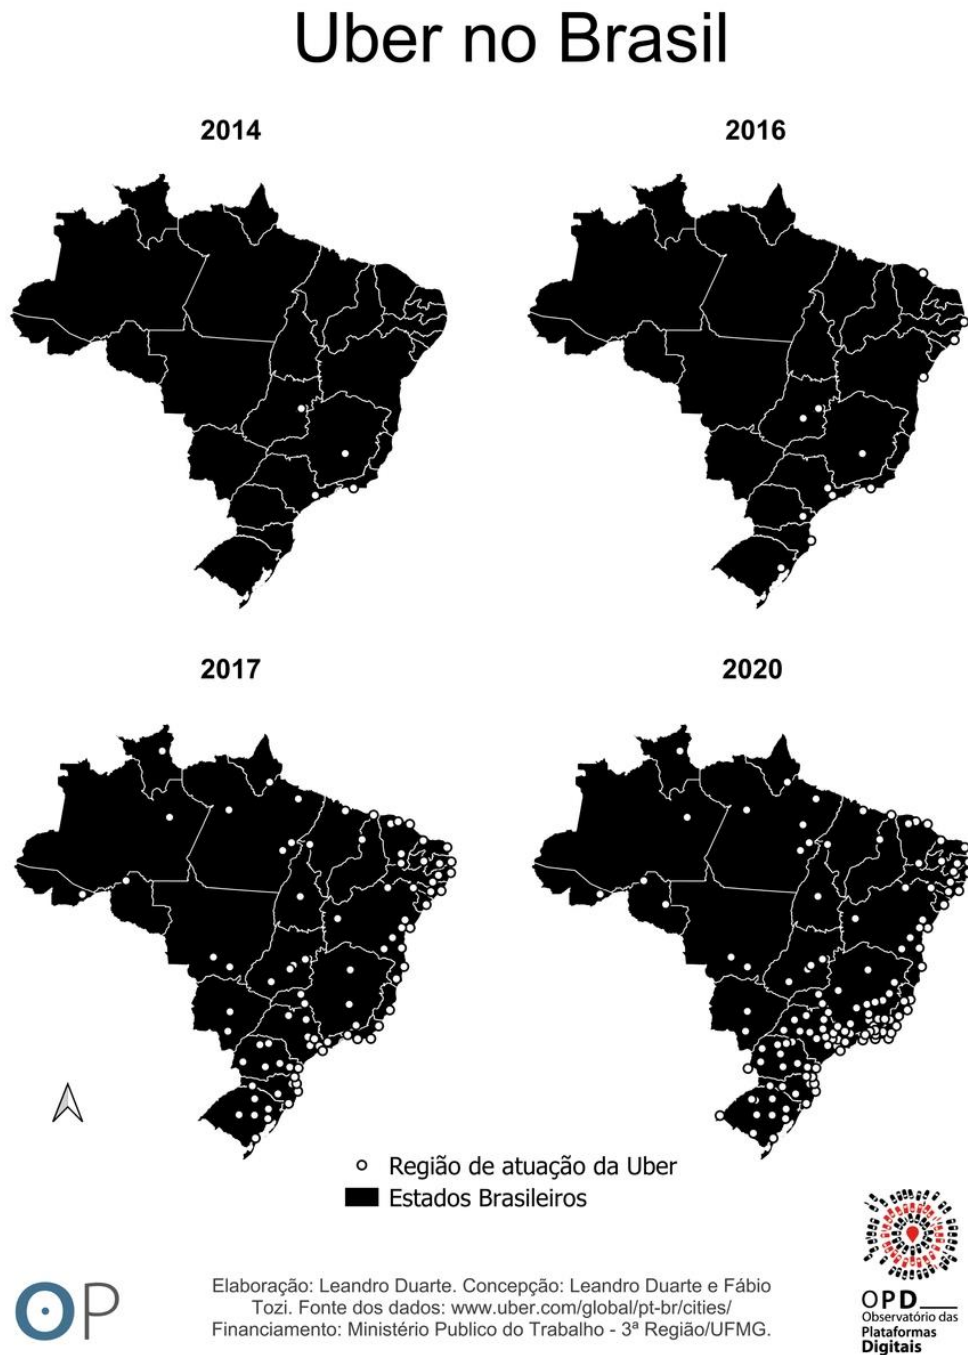 Uber no Brasil
2014
2016
2017
2020
Região de atuação da Uber
Estados Brasileiros
OP
Elaboração: Leandro Duarte. Concepção: Leandro Duarte e Fábio
Tozi. Fonte dos dados: www.uber.com/global/pt-br/cities/
Financiamento: Ministério Publico do Trabalho - 3ª Região/UFMG.
OPD
Observatório das
Plataformas
Digitais